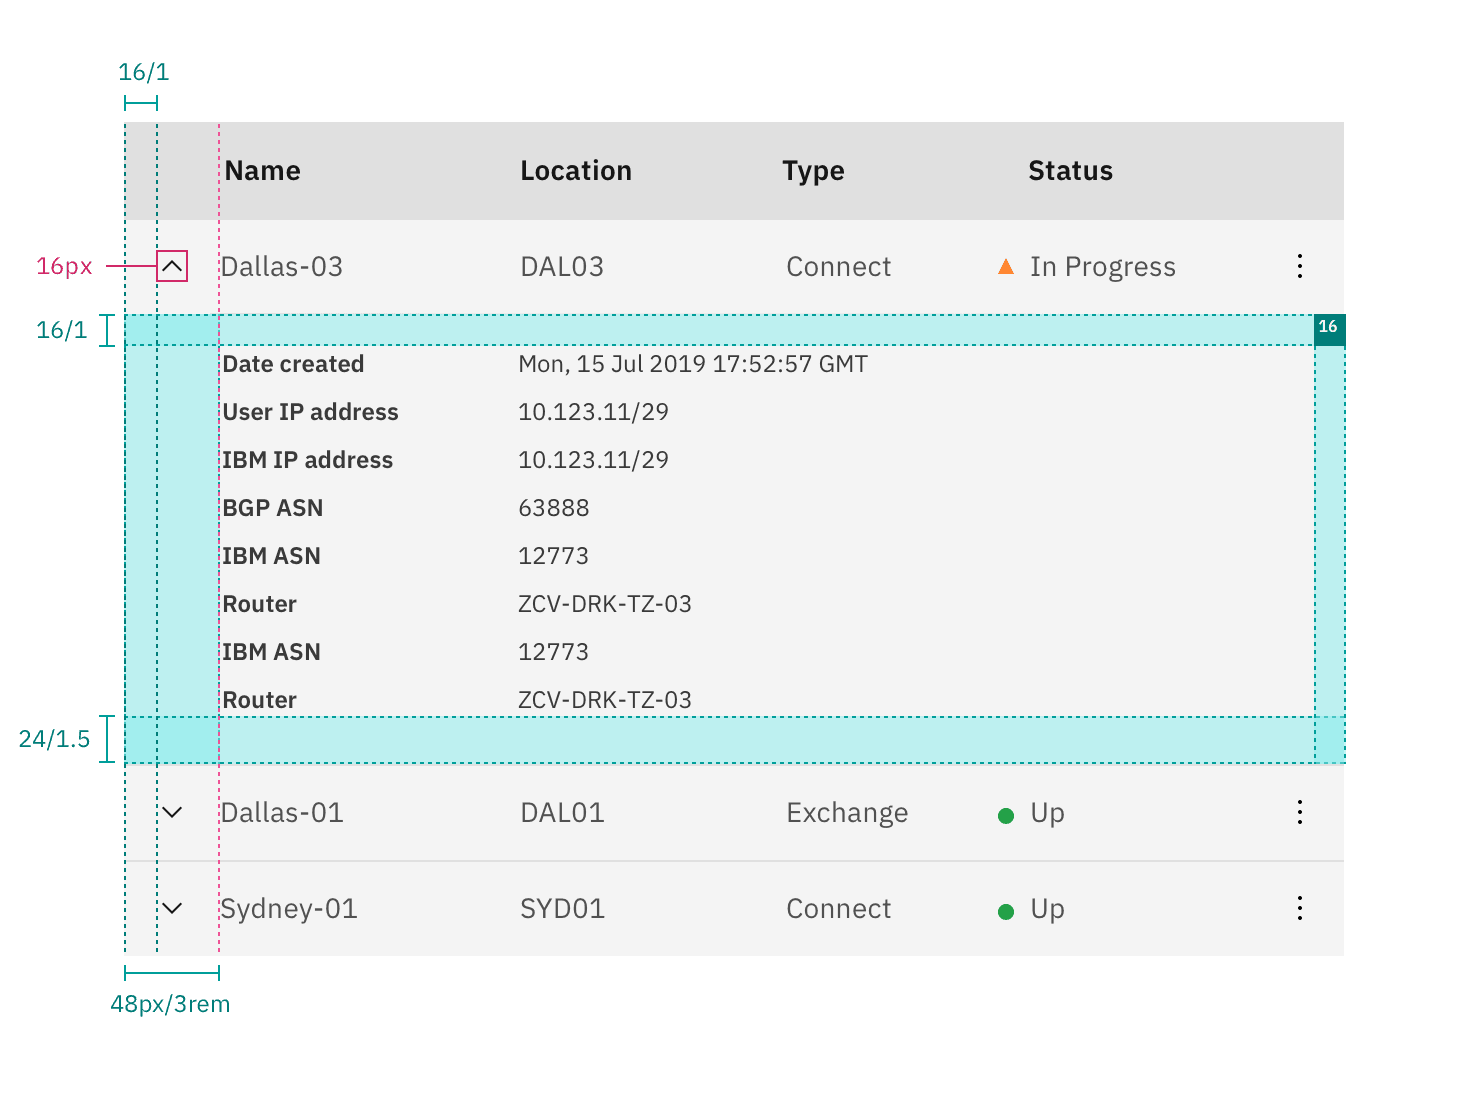 16/1
Name Location Type Status
16px Dallas-03 DAL03 Connect In Progress
16/1 16
Date created Mon, 15 Jul 2019 17:52:57 GMT
User IP address 10.123.11/29
IBM IP address 10.123.11/29
BGP ASN 63888
IBM ASN 12773
Router ZCV-DRK-TZ-03
IBM ASN 12773
Router ZCV-DRK-TZ-03
24/1.5
Dallas-01 DAL01 Exchange Up
Sydney-01 SYD01 Connect Up
48px/3rem